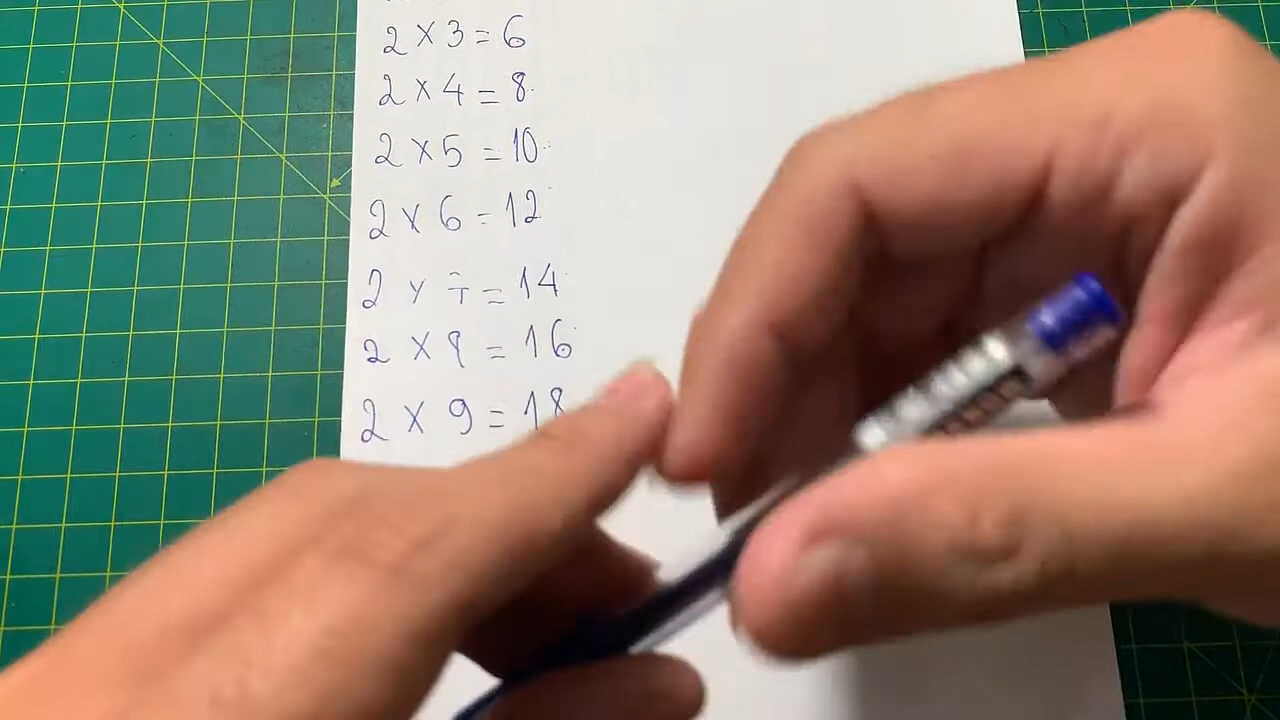 2 x 3 = 6
2 x 4 = 8
2 x 5 = 10
2 x 6 = 12
2 x 7 = 14
2 x 8 = 16
2 x 9 = 18